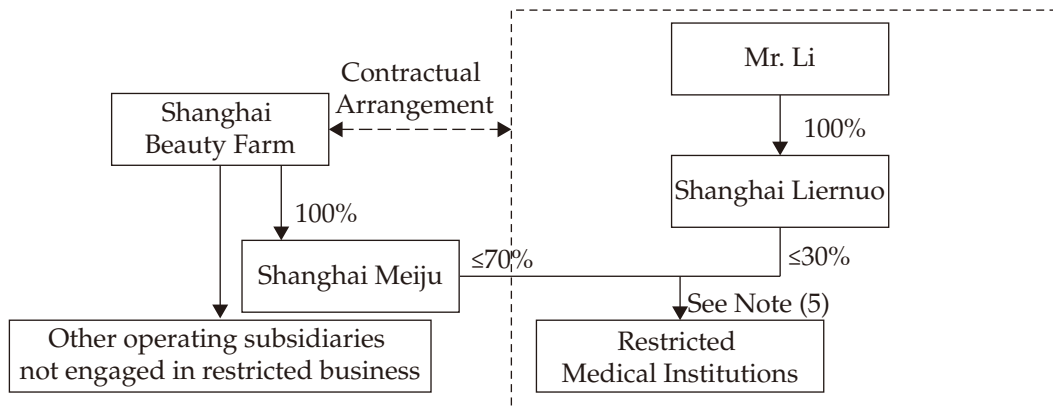 Mr. Li
Contractual
Arrangement
Shanghai
Beauty Farm
100%
Shanghai Liernuo
100%
Shanghai Meiju
≤70%
≤30%
See Note (5)
Other operating subsidiaries
not engaged in restricted business
Restricted
Medical Institutions